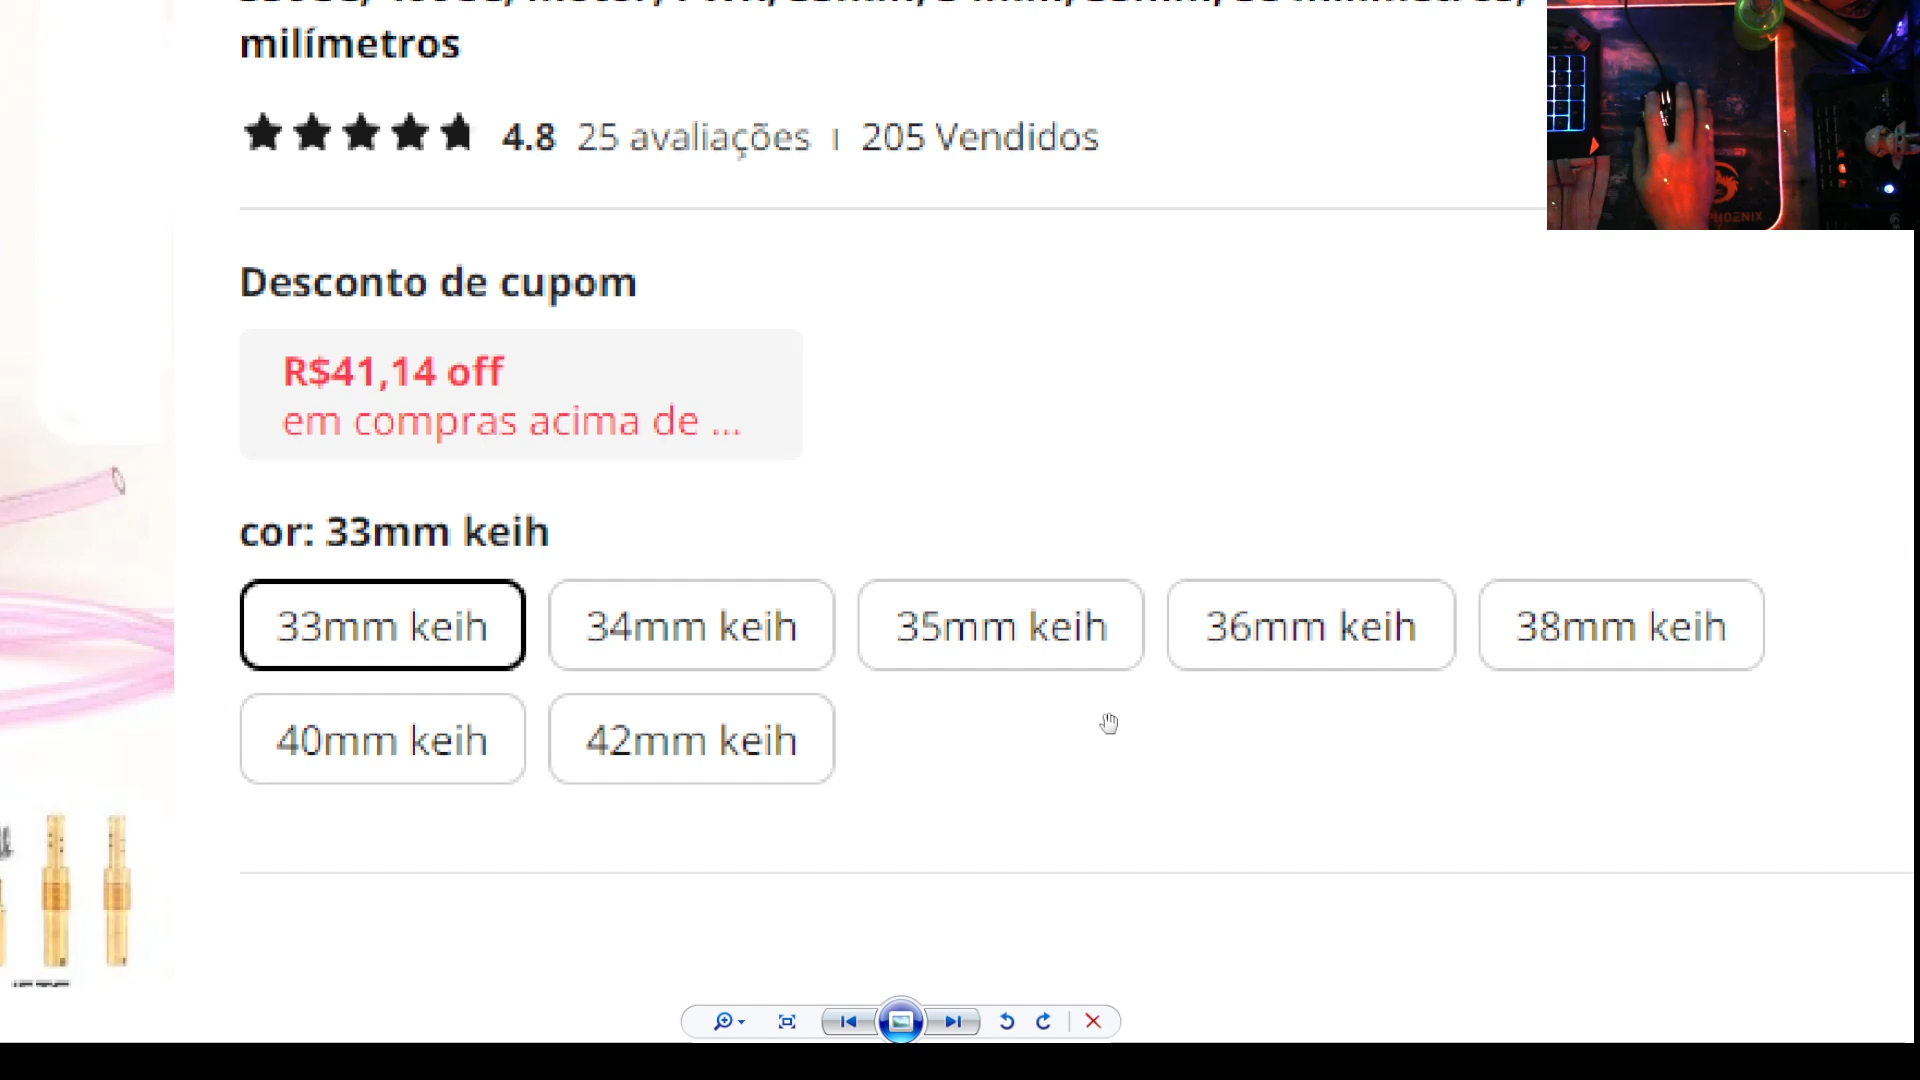 milímetros
4.8 25 avaliações | 205 Vendidos
Desconto de cupom
R$41,14 off
em compras acima de ...
cor: 33mm keih
33mm keih 34mm keih 35mm keih 36mm keih 38mm keih
40mm keih 42mm keih